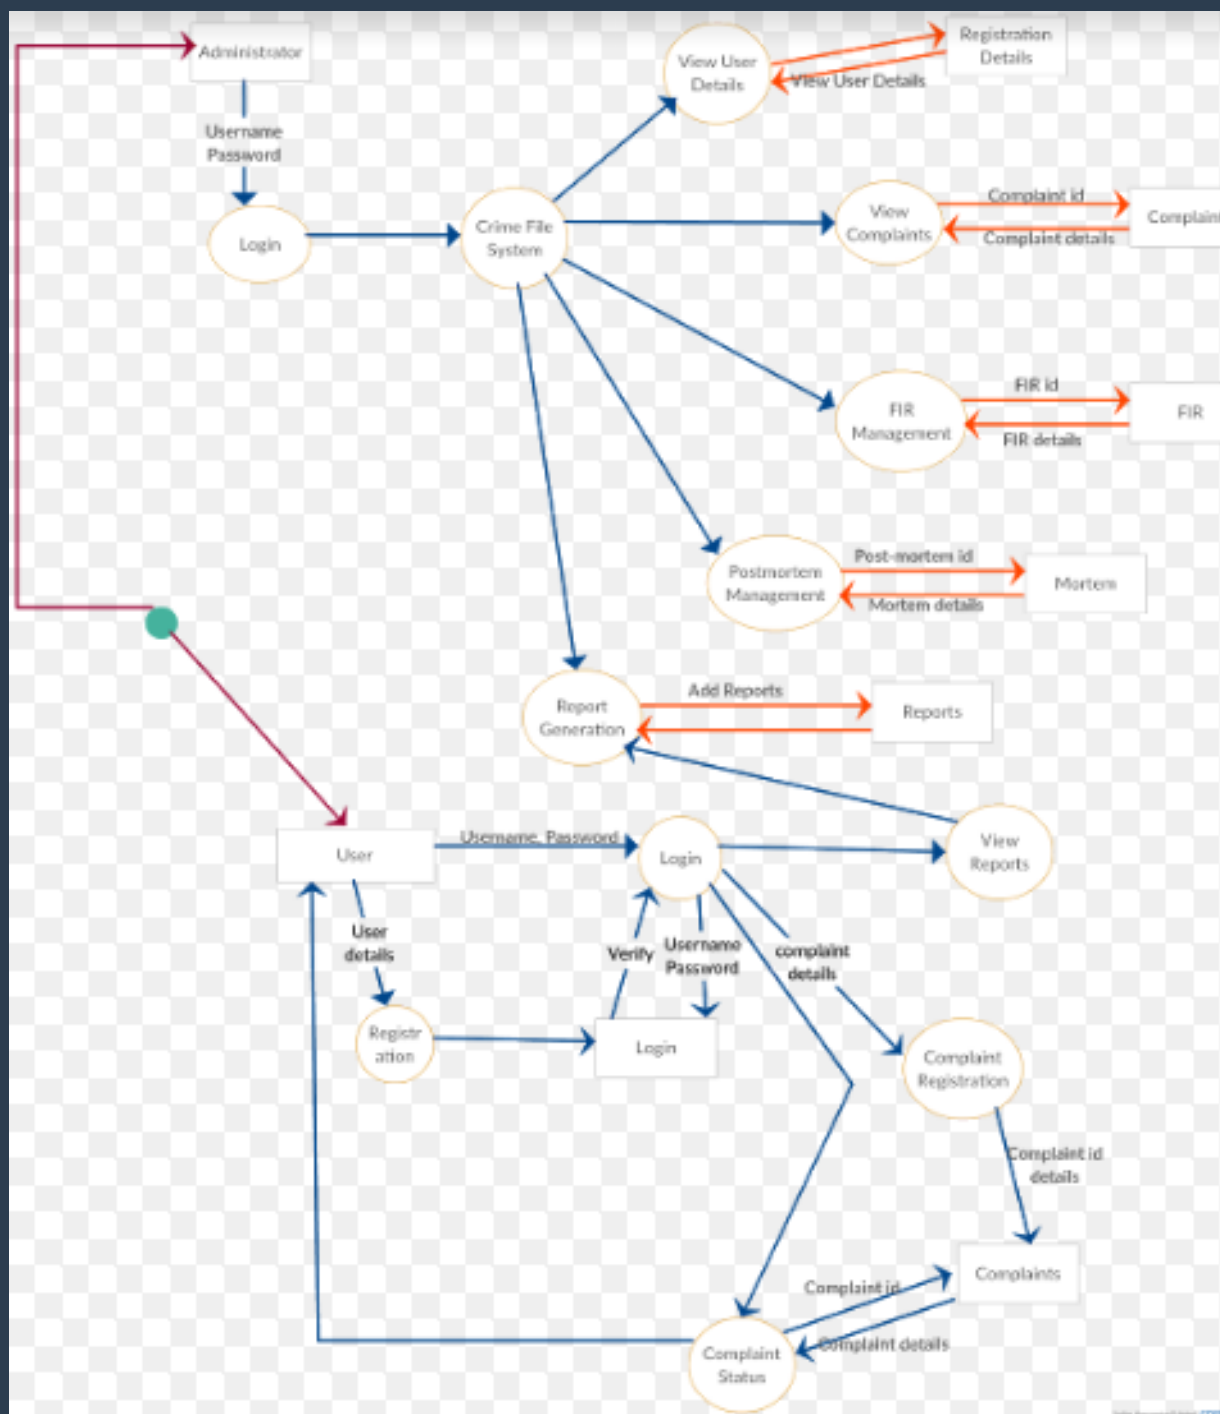 Administrator
Username
Password
Login
Crime File
System
View User
Details
View User Details
Registration
Details
View
Complaints
Complaint id
Complaint details
Complaint
FIR
Management
FIR id
FIR details
FIR
Postmortem
Management
Post-mortem id
Mortem details
Mortem
Report
Generation
Add Reports
Reports
User
Username, Password
Login
View
Reports
User
details
Verify
Username
Password
complaint
details
Registr
ation
Login
Complaint
Registration
Complaint id
details
Complaints
Complaint id
Complaint details
Complaint
Status